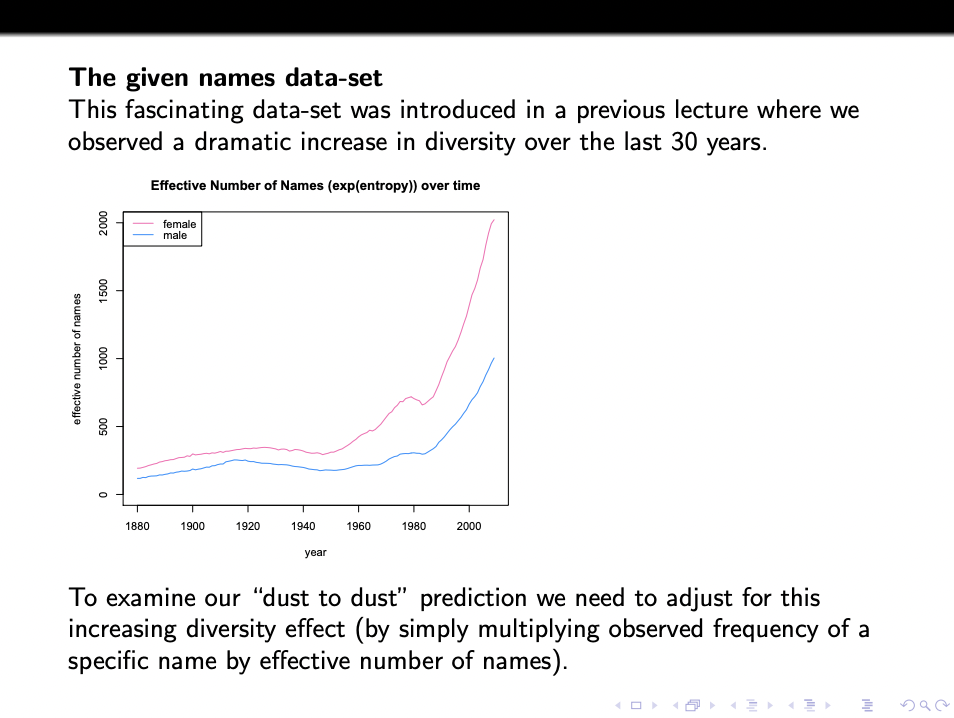 The given names data-set
This fascinating data-set was introduced in a previous lecture where we
observed a dramatic increase in diversity over the last 30 years.
Effective Number of Names (exp(entropy)) over time
female
male
2000
1500
1000
500
0
effective number of names
1880 1900 1920 1940 1960 1980 2000
year
To examine our “dust to dust” prediction we need to adjust for this
increasing diversity effect (by simply multiplying observed frequency of a
specific name by effective number of names).